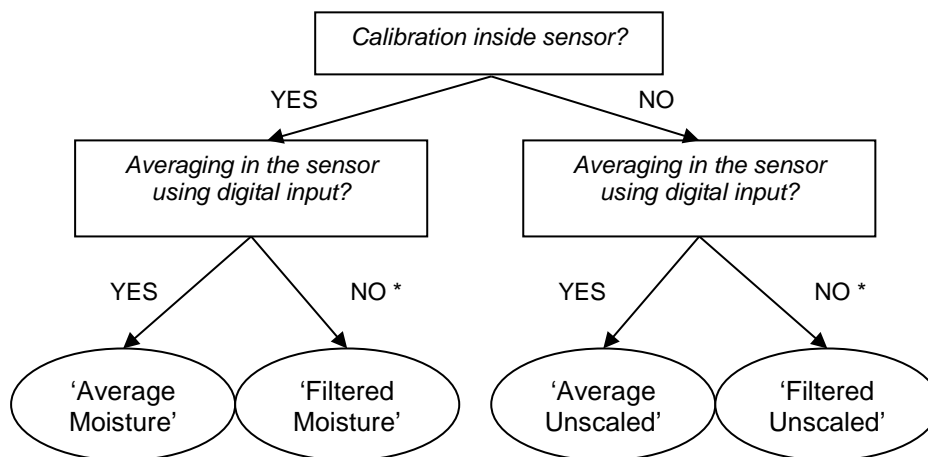 Calibration inside sensor?
YES
NO
Averaging in the sensor
using digital input?
Averaging in the sensor
using digital input?
YES
NO *
YES
NO *
‘Average
Moisture’
‘Filtered
Moisture’
‘Average
Unscaled’
‘Filtered
Unscaled’